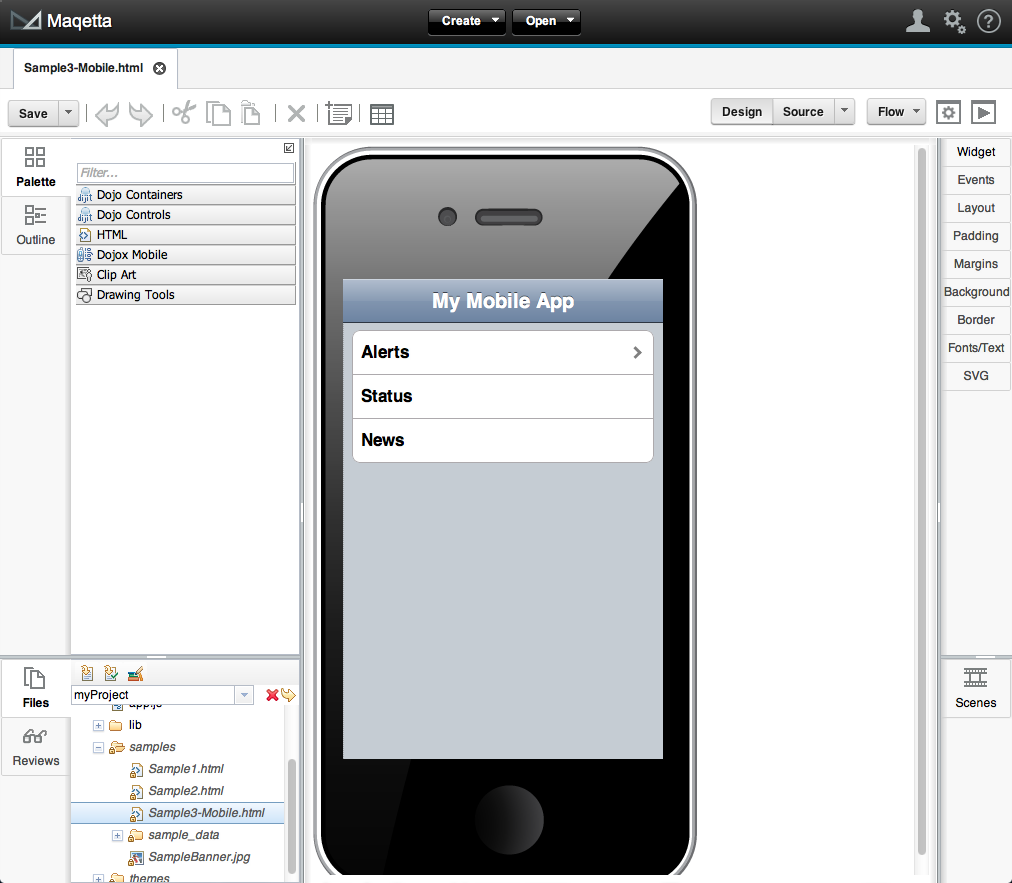 Maqetta
Create
Open
Sample3-Mobile.html
Save
Design
Source
Flow
Palette
Outline
Filter...
Dojo Containers
Dojo Controls
HTML
Dojox Mobile
Clip Art
Drawing Tools
My Mobile App
Alerts
Status
News
Widget
Events
Layout
Padding
Margins
Background
Border
Fonts/Text
SVG
Files
Reviews
myProject
app.js
lib
samples
Sample1.html
Sample2.html
Sample3-Mobile.html
sample_data
SampleBanner.jpg
themes
Scenes